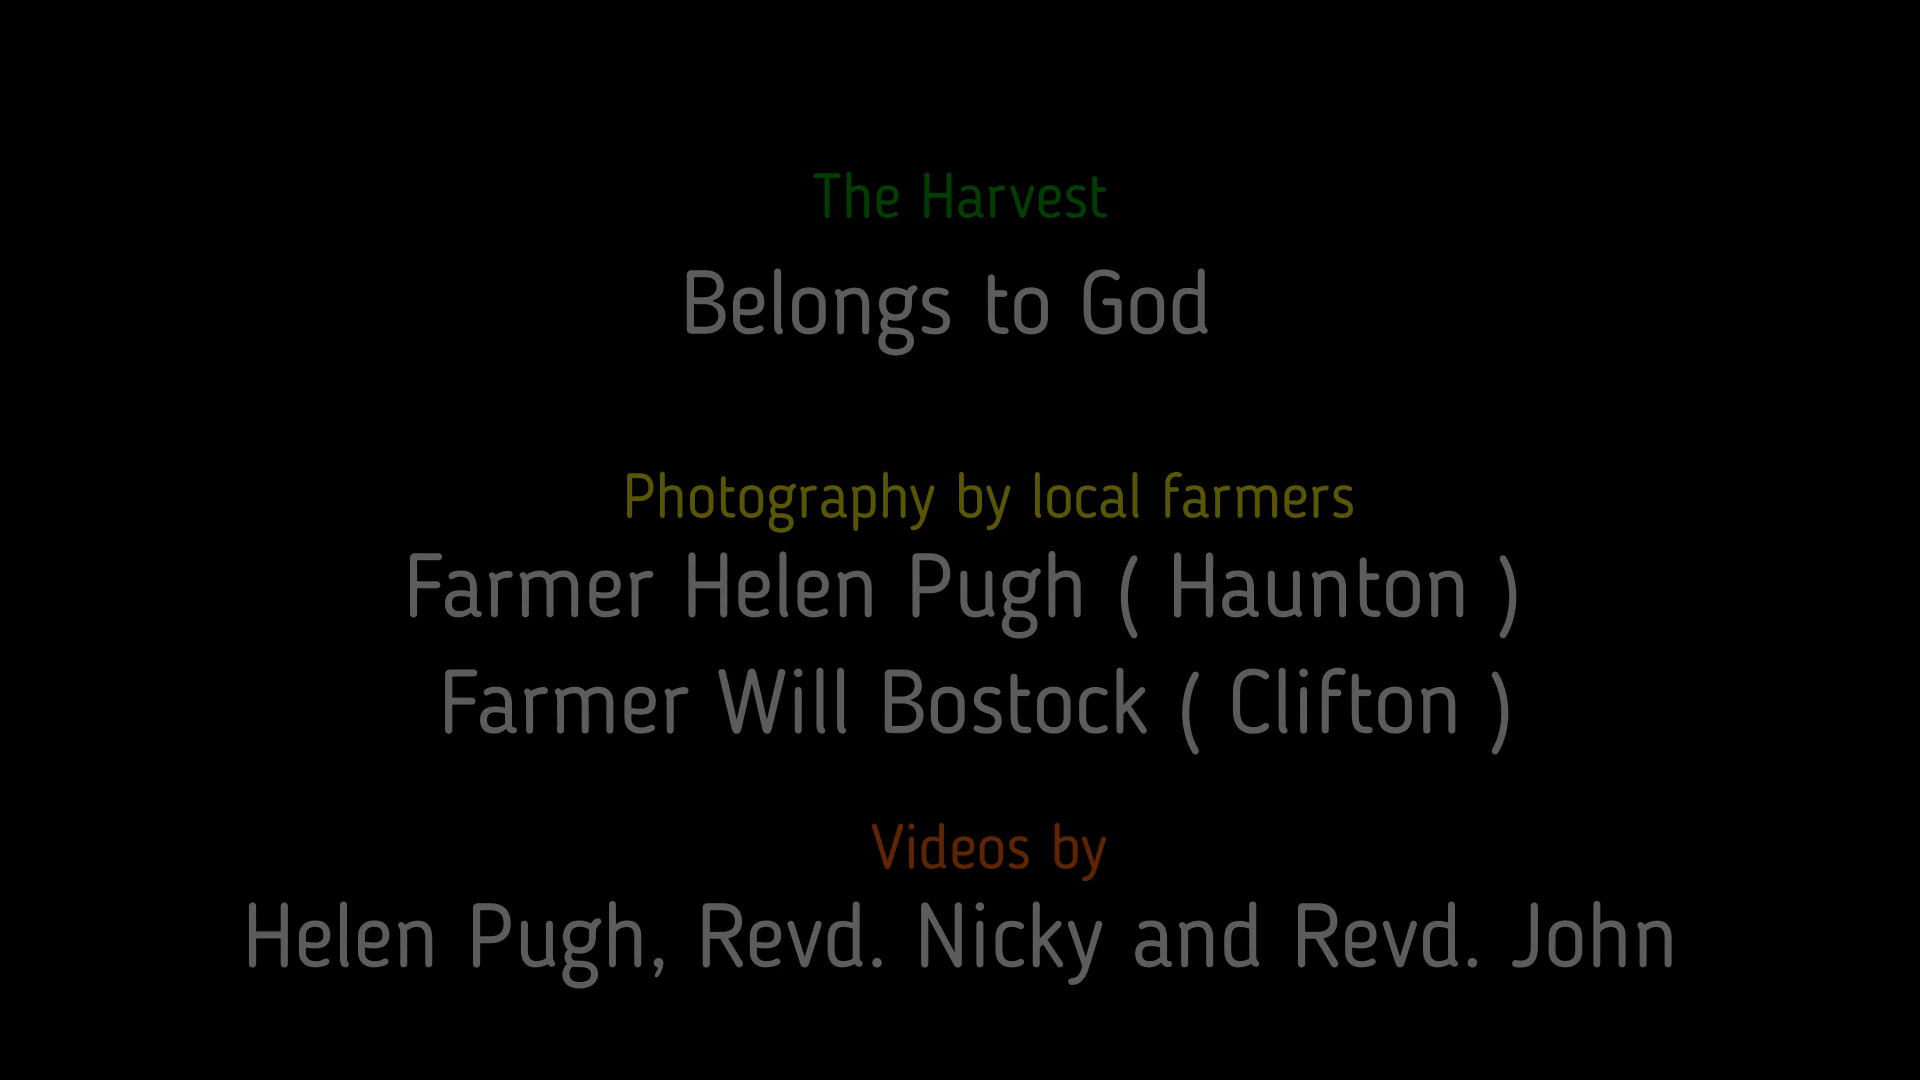 The Harvest
Belongs to God
Photography by local farmers
Farmer Helen Pugh ( Haunton )
Farmer Will Bostock ( Clifton )
Videos by
Helen Pugh, Revd. Nicky and Revd. John